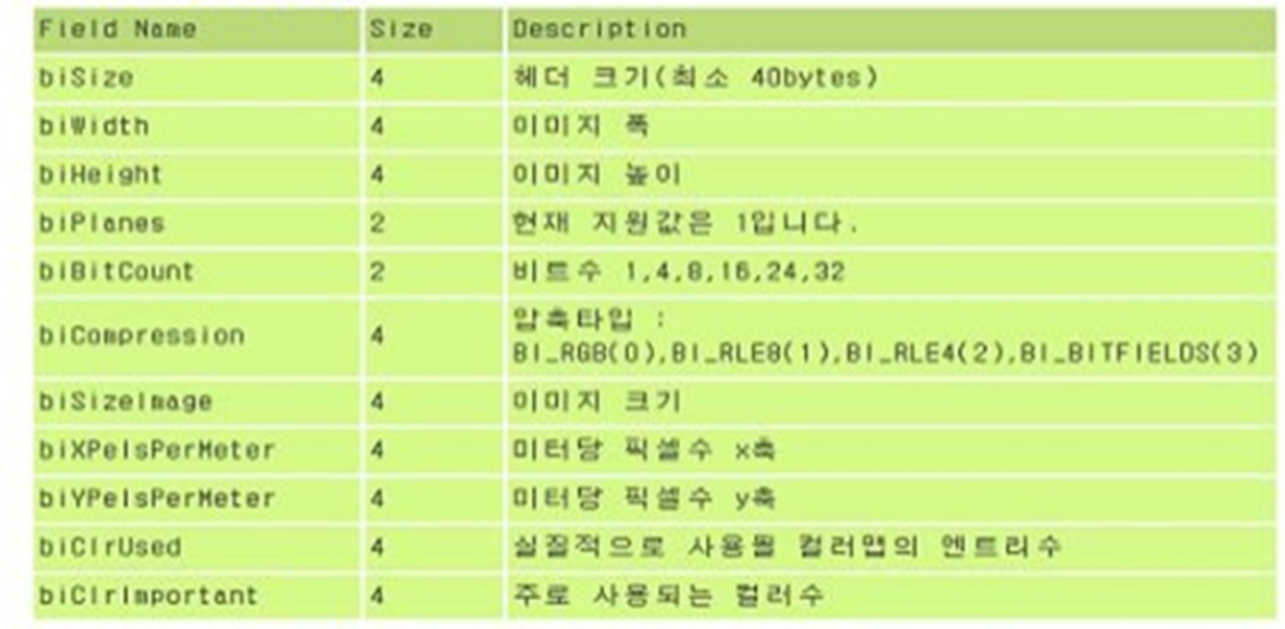 Field Name Size Description
biSize 4 헤더 크기(최소 40bytes)
biWidth 4 이미지 폭
biHeight 4 이미지 높이
biPlanes 2 현재 지원값은 1입니다.
biBitCount 2 비트수 1,4,8,16,24,32
biCompression 4 압축타입 :
BI_RGB(0),BI_RLE8(1),BI_RLE4(2),BI_BITFIELDS(3)
biSizeImage 4 이미지 크기
biXPelsPerMeter 4 미터당 픽셀수 x축
biYPelsPerMeter 4 미터당 픽셀수 y축
biClrUsed 4 실질적으로 사용될 컬러맵의 엔트리수
biClrImportant 4 주로 사용되는 컬러수